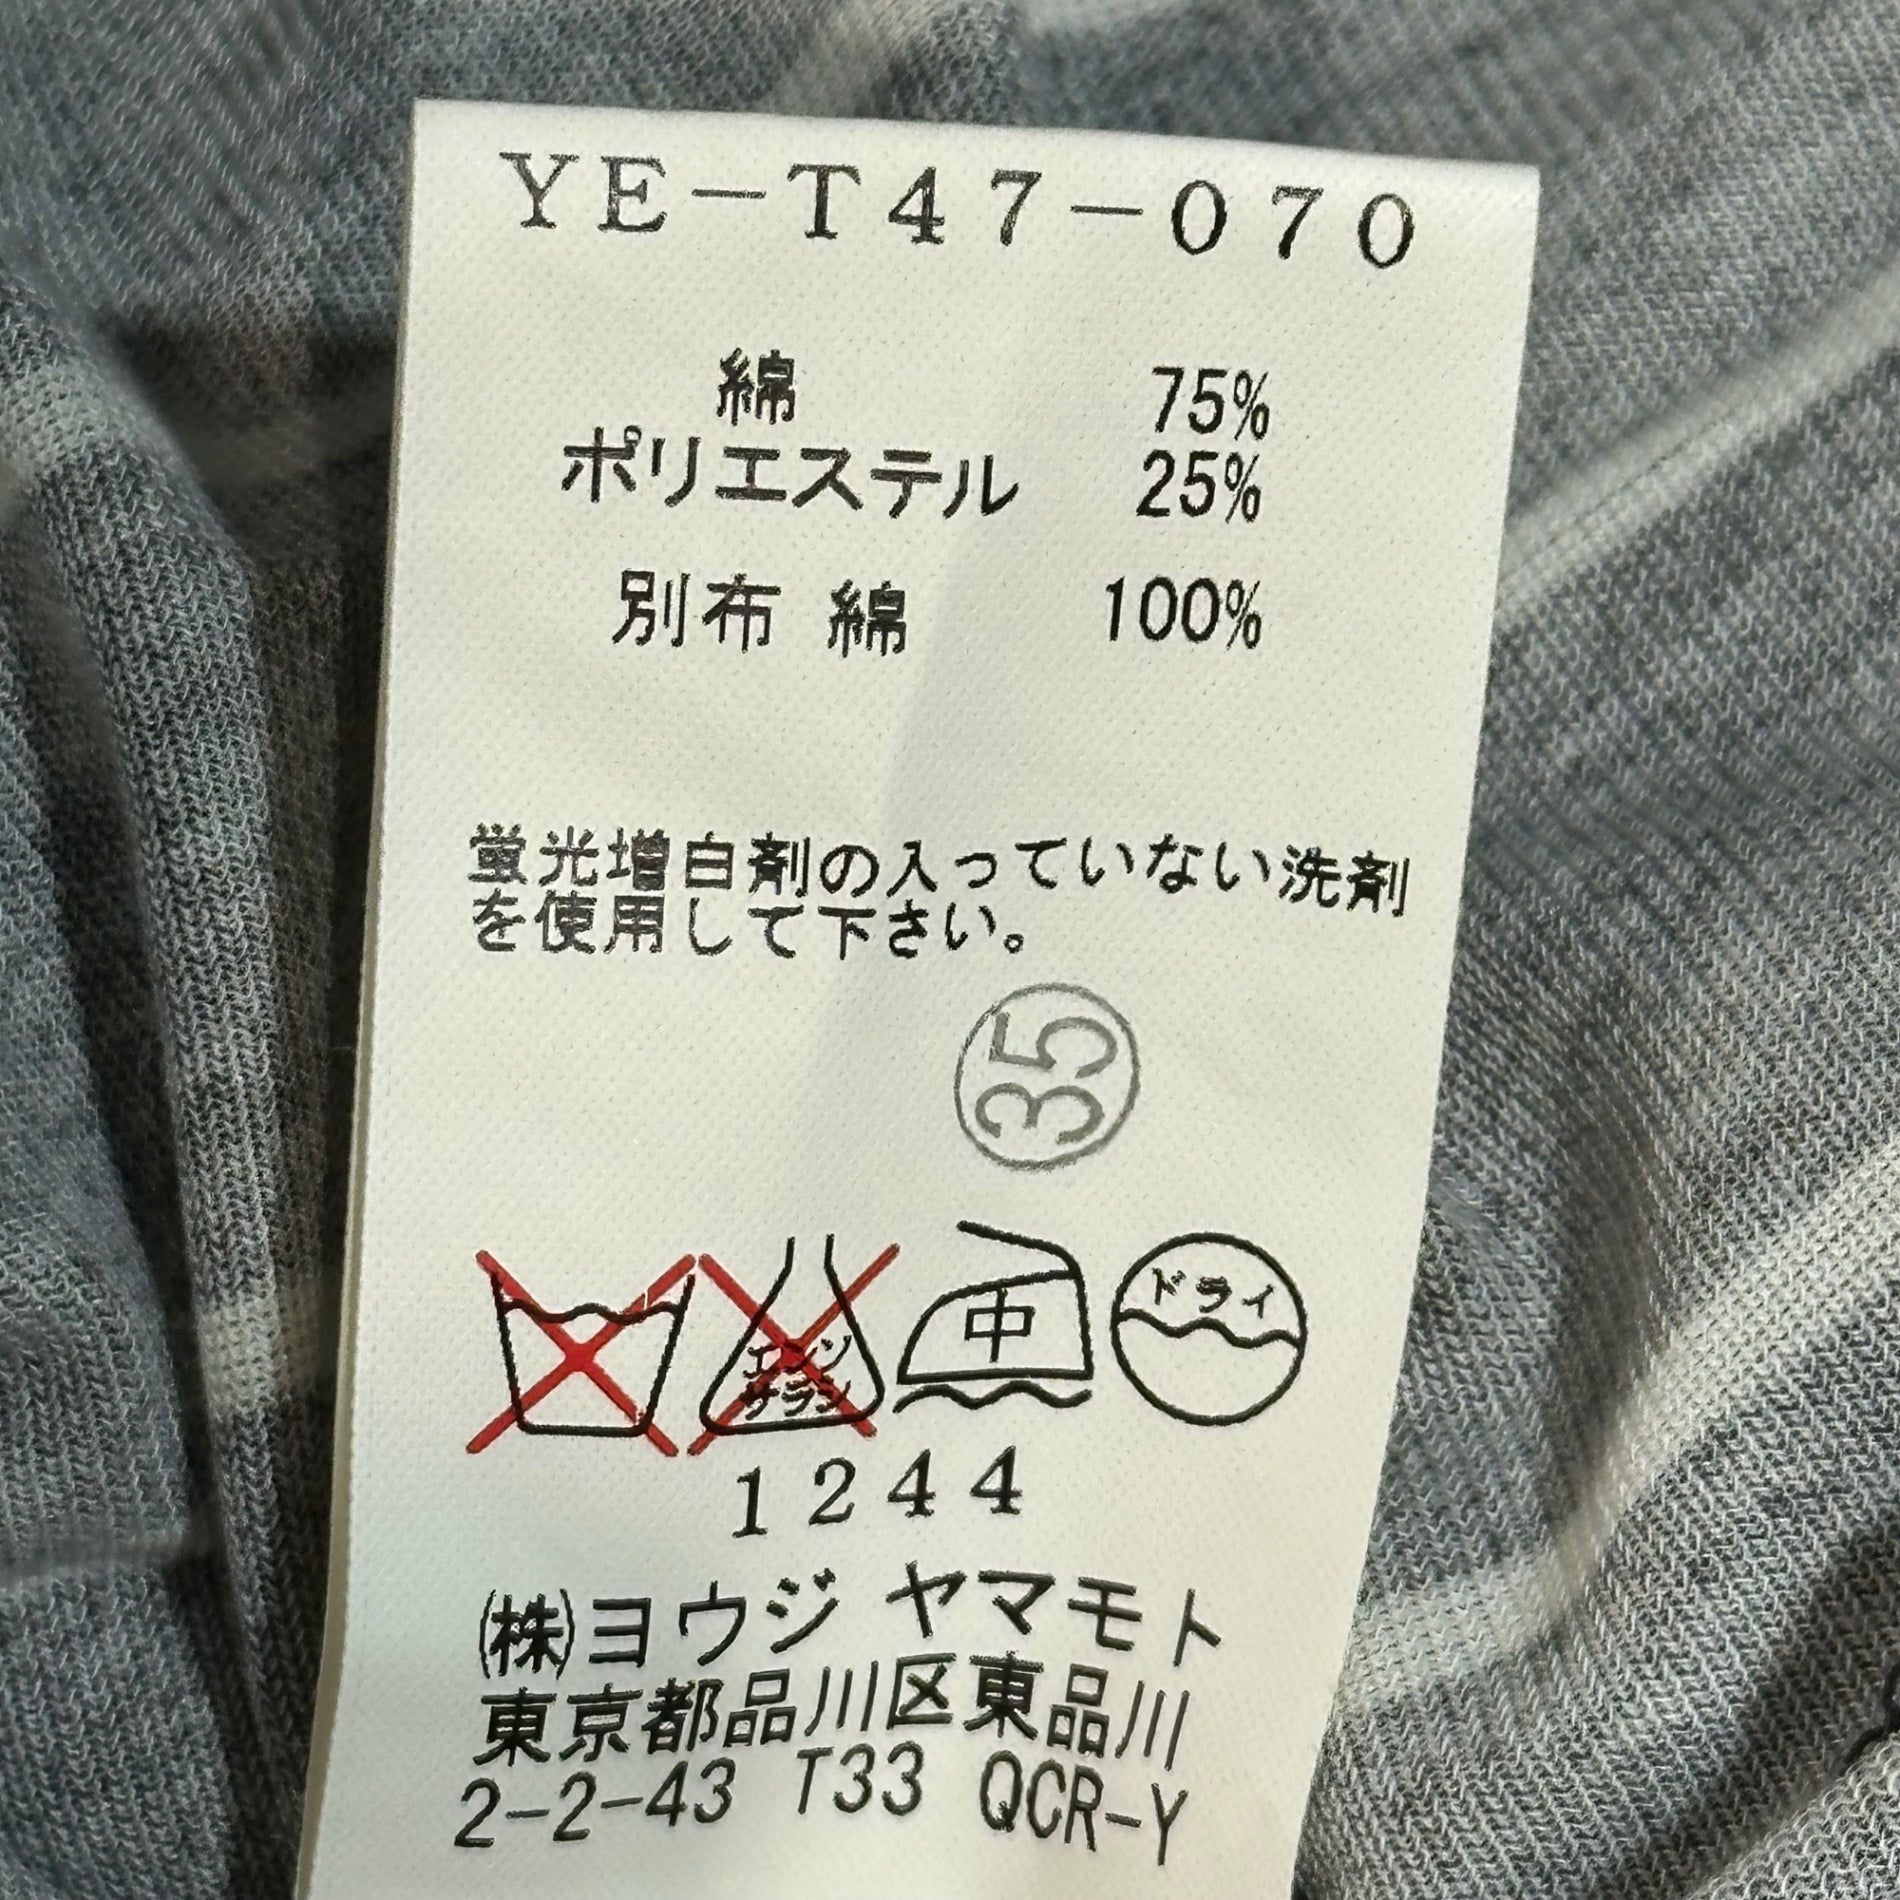 YE-T47-070
綿 75%
ポリエステル 25%
別布 綿 100%
蛍光増白剤の入っていない洗剤
を使用して下さい。
35
エンソ
サラシ
中
ドライ
1244
(株)ヨウジ ヤマモト
東京都品川区東品川
2-2-43 T33 QCR-Y